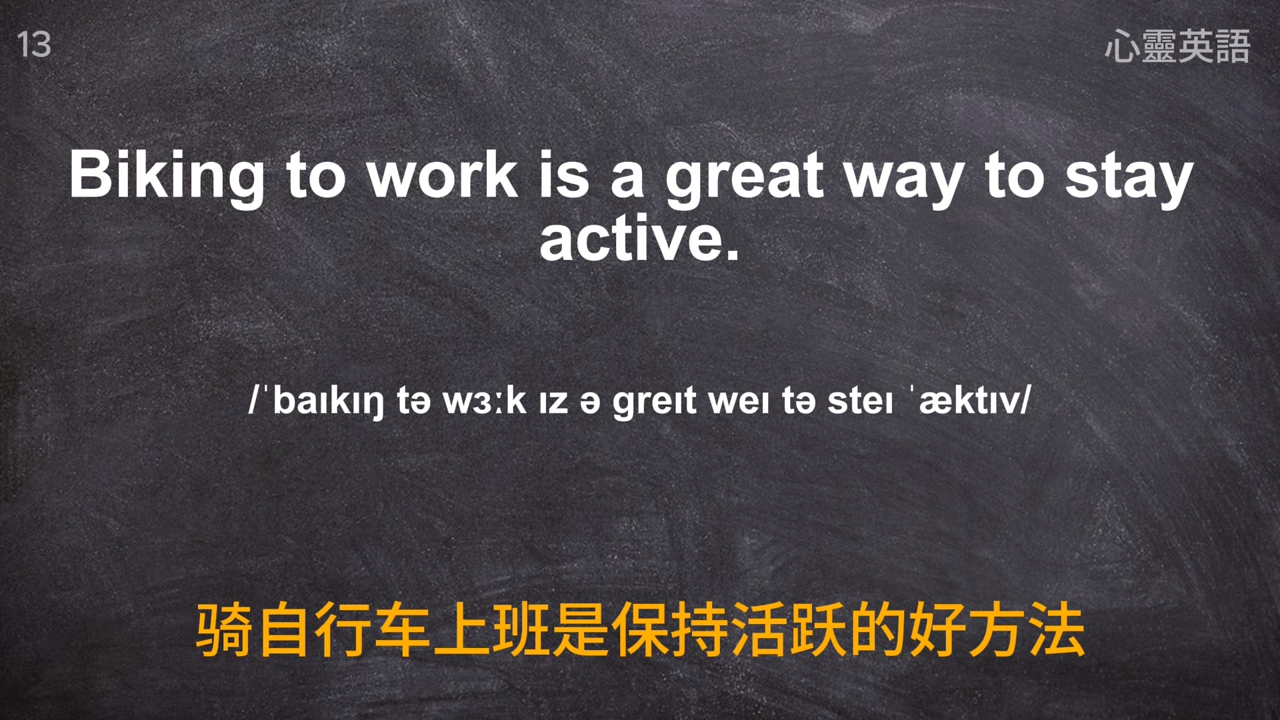 13
心靈英語
Biking to work is a great way to stay
active.
/ˈbaɪkɪŋ tə wɜːk ɪz ə greɪt weɪ tə steɪ ˈæktɪv/
骑自行车上班是保持活跃的好方法